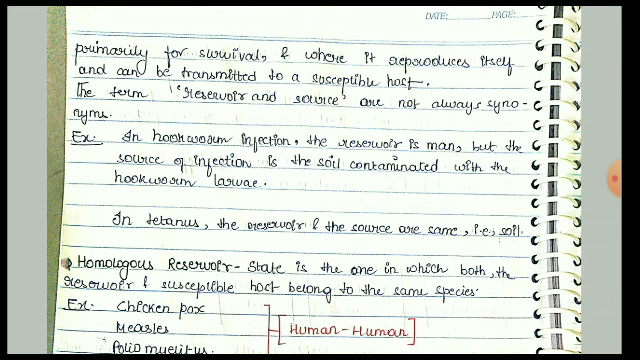 DATE: PAGE:
primarily for survival, & where it reproduces itself
and can be transmitted to a susceptible host.
The term 'reservoir and source' are not always syno-
nyms.
Ex: In hookworm infection, the reservoir is man, but the
source of infection is the soil contaminated with the
hookworm larvae.
In tetanus, the reservoir & the source are same, i.e, soil.
Homologous Reservoir - State is the one in which both, the
reservoir & susceptible host belong to the same species.
Ex: Chicken pox
Measles
[Human-Human]
Polio myelitus.